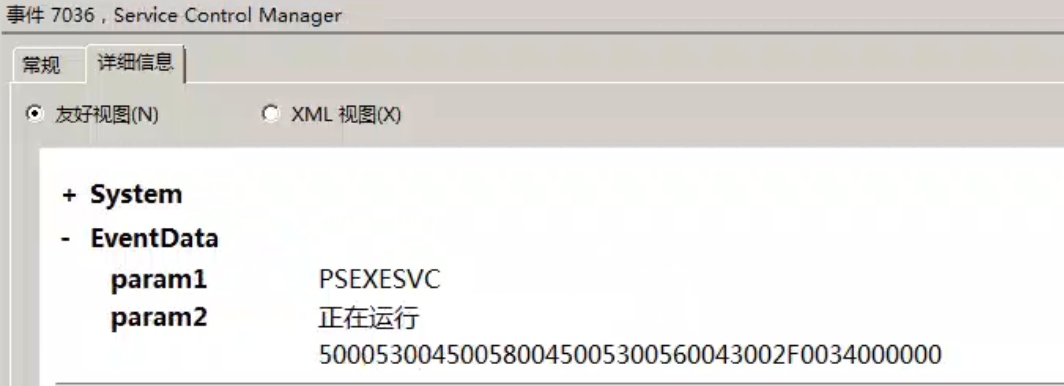 事件 7036，Service Control Manager
常规 详细信息
友好视图(N) XML 视图(X)
+ System
- EventData
param1 PSEXESVC
param2 正在运行
500053004500580045005300560043002F0034000000